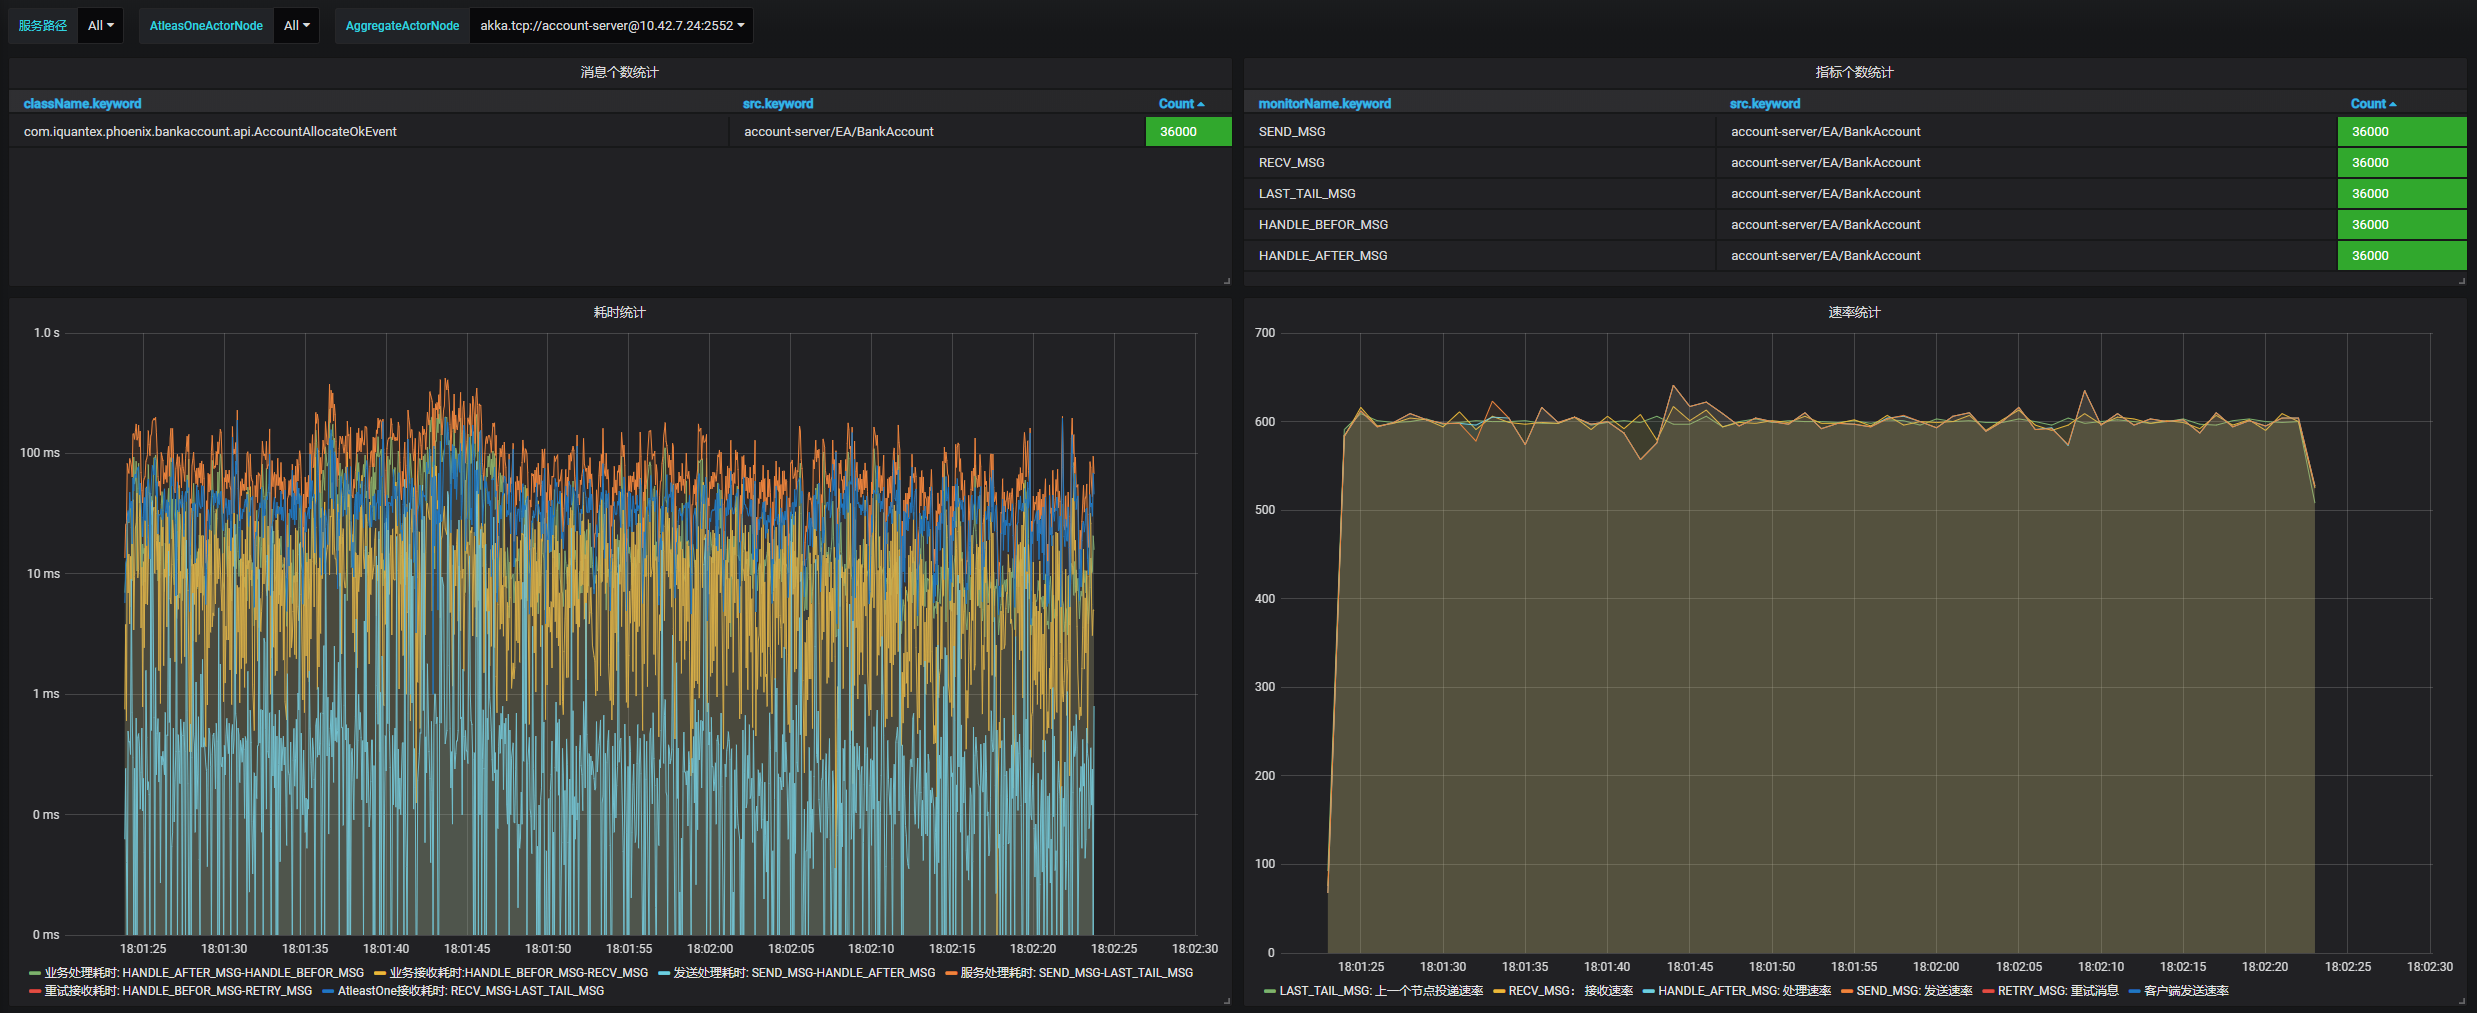 服务路径 All AtleasOneActorNode All AggregateActorNode akka.tcp://account-server@10.42.7.24:2552
消息个数统计
className.keyword src.keyword Count
com.iquantex.phoenix.bankaccount.api.AccountAllocateOkEvent account-server/EA/BankAccount 36000
指标个数统计
monitorName.keyword src.keyword Count
SEND_MSG account-server/EA/BankAccount 36000
RECV_MSG account-server/EA/BankAccount 36000
LAST_TAIL_MSG account-server/EA/BankAccount 36000
HANDLE_BEFOR_MSG account-server/EA/BankAccount 36000
HANDLE_AFTER_MSG account-server/EA/BankAccount 36000
耗时统计
1.0 s
100 ms
10 ms
1 ms
0 ms
0 ms
18:01:25 18:01:30 18:01:35 18:01:40 18:01:45 18:01:50 18:01:55 18:02:00 18:02:05 18:02:10 18:02:15 18:02:20 18:02:25 18:02:30
业务处理耗时: HANDLE_AFTER_MSG-HANDLE_BEFOR_MSG 业务接收耗时:HANDLE_BEFOR_MSG-RECV_MSG 发送处理耗时: SEND_MSG-HANDLE_AFTER_MSG 服务处理耗时: SEND_MSG-LAST_TAIL_MSG
重试接收耗时: HANDLE_BEFOR_MSG-RETRY_MSG AtleastOne接收耗时: RECV_MSG-LAST_TAIL_MSG
速率统计
700
600
500
400
300
200
100
0
18:01:25 18:01:30 18:01:35 18:01:40 18:01:45 18:01:50 18:01:55 18:02:00 18:02:05 18:02:10 18:02:15 18:02:20 18:02:25 18:02:30
LAST_TAIL_MSG: 上一个节点投递速率 RECV_MSG： 接收速率 HANDLE_AFTER_MSG: 处理速率 SEND_MSG: 发送速率 RETRY_MSG: 重试消息 客户端发送速率